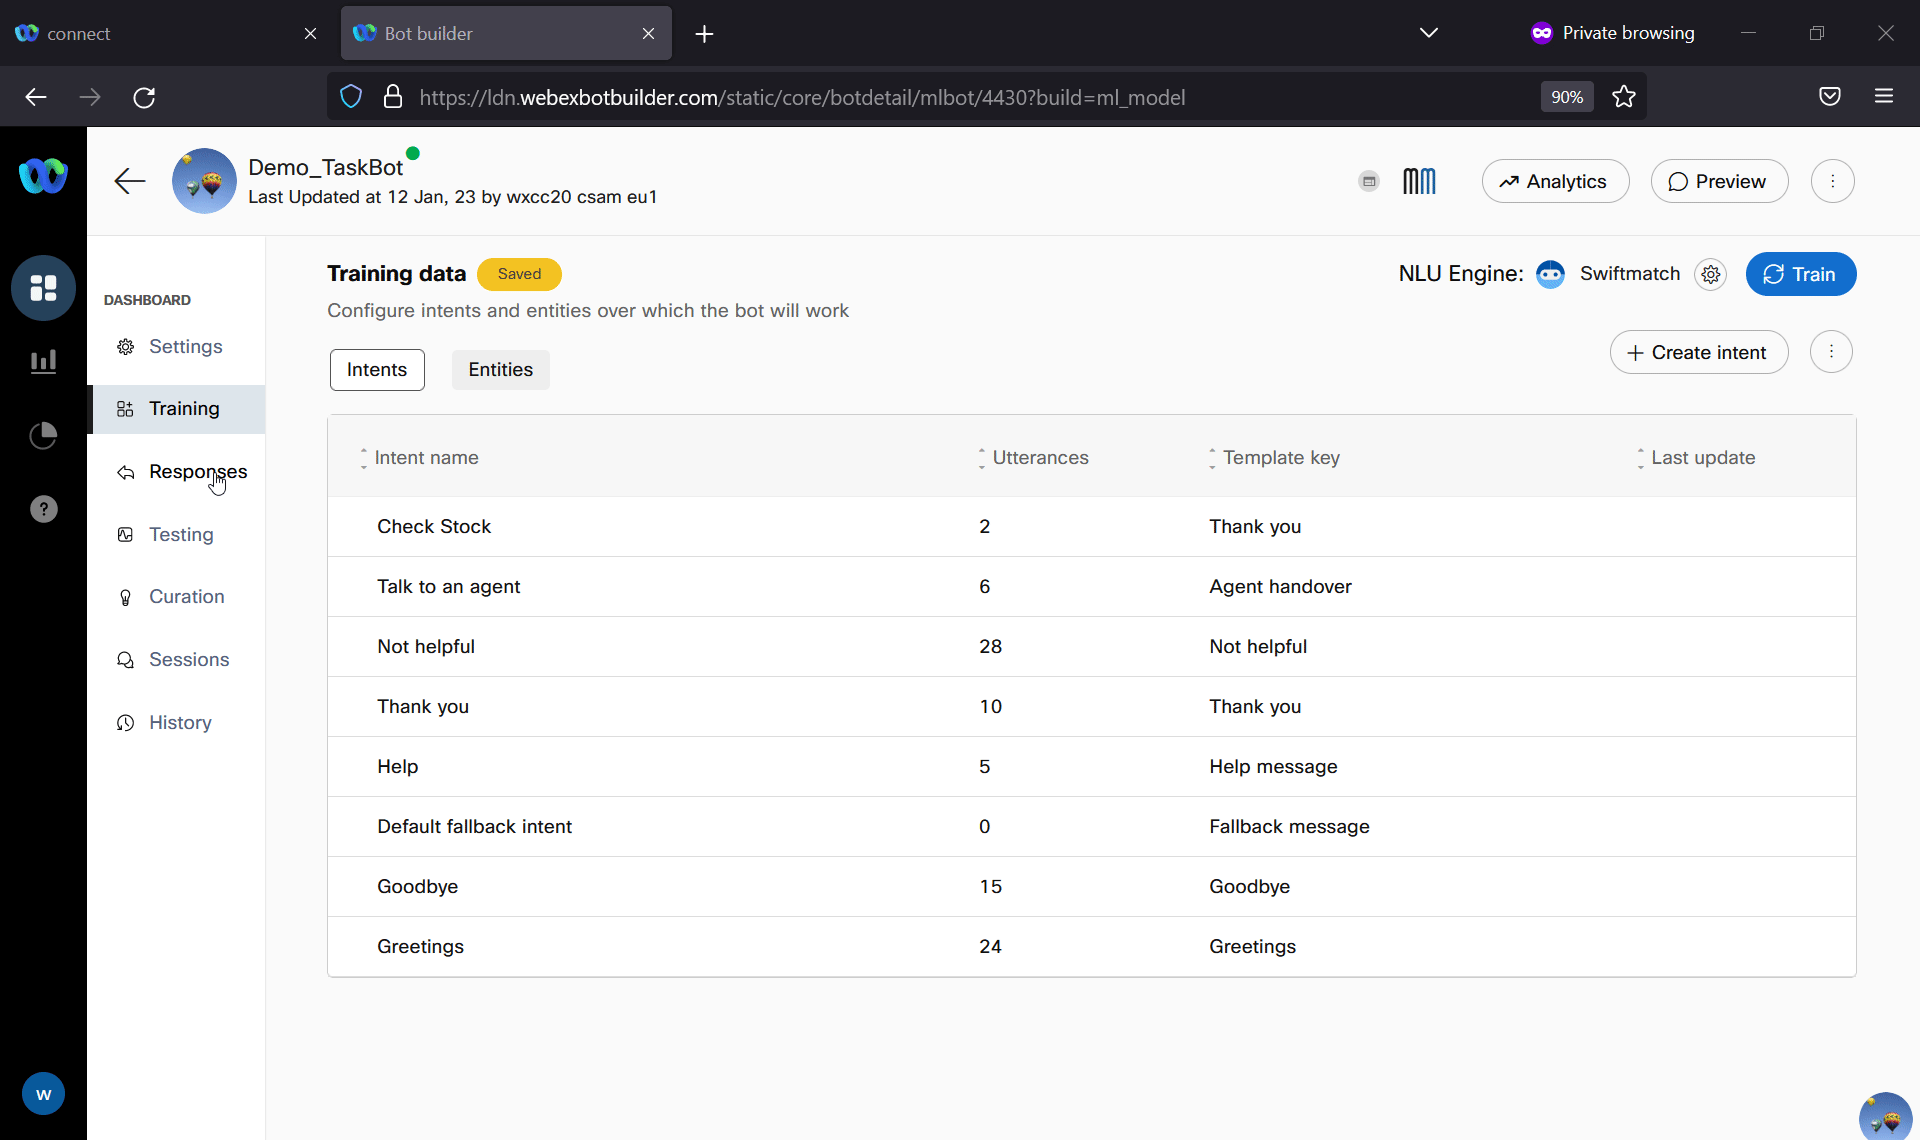 connect
Bot builder
Private browsing
https://ldn.webexbotbuilder.com/static/core/botdetail/mlbot/4430?build=ml_model
90%
Demo_TaskBot
Last Updated at 12 Jan, 23 by wxcc20 csam eu1
Analytics
Preview
DASHBOARD
Settings
Training
Responses
Testing
Curation
Sessions
History
?
w
Training data Saved
Configure intents and entities over which the bot will work
NLU Engine: Swiftmatch
Train
Intents Entities
+ Create intent
Intent name Utterances Template key Last update
Check Stock 2 Thank you
Talk to an agent 6 Agent handover
Not helpful 28 Not helpful
Thank you 10 Thank you
Help 5 Help message
Default fallback intent 0 Fallback message
Goodbye 15 Goodbye
Greetings 24 Greetings